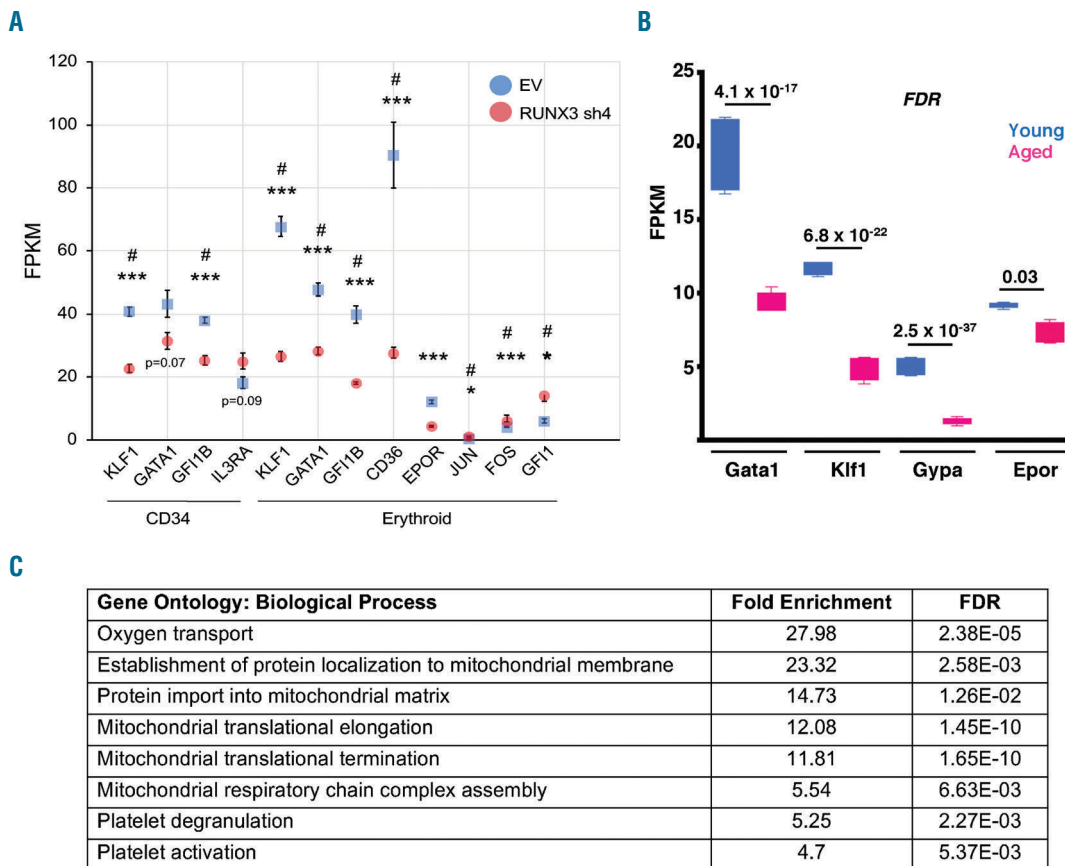 A
FPKM
120
100
80
60
40
20
0
EV
RUNX3 sh4
#
***
p=0.07
#
***
p=0.09
#
***
#
***
#
***
#
***
***
#
*
#
***
#
*
KLF1
GATA1
GFI1B
IL3RA
KLF1
GATA1
GFI1B
CD36
EPOR
JUN
FOS
GFI1
CD34
Erythroid
B
FPKM
25
20
15
10
5
FDR
Young
Aged
4.1 x 10-17
6.8 x 10-22
2.5 x 10-37
0.03
Gata1
Klf1
Gypa
Epor
C
Gene Ontology: Biological Process Fold Enrichment FDR
Oxygen transport 27.98 2.38E-05
Establishment of protein localization to mitochondrial membrane 23.32 2.58E-03
Protein import into mitochondrial matrix 14.73 1.26E-02
Mitochondrial translational elongation 12.08 1.45E-10
Mitochondrial translational termination 11.81 1.65E-10
Mitochondrial respiratory chain complex assembly 5.54 6.63E-03
Platelet degranulation 5.25 2.27E-03
Platelet activation 4.7 5.37E-03